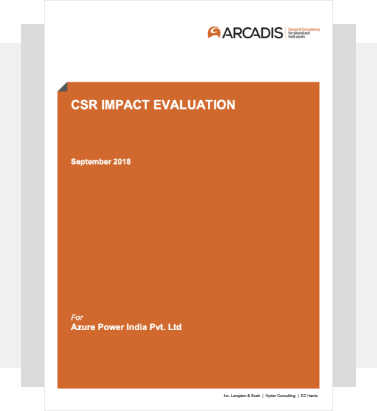 ARCADIS
Design & Consultancy
for natural and
built assets
CSR IMPACT EVALUATION
September 2018
For
Azure Power India Pvt. Ltd
Inc. Langdon & Seah | Hyder Consulting | EC Harris